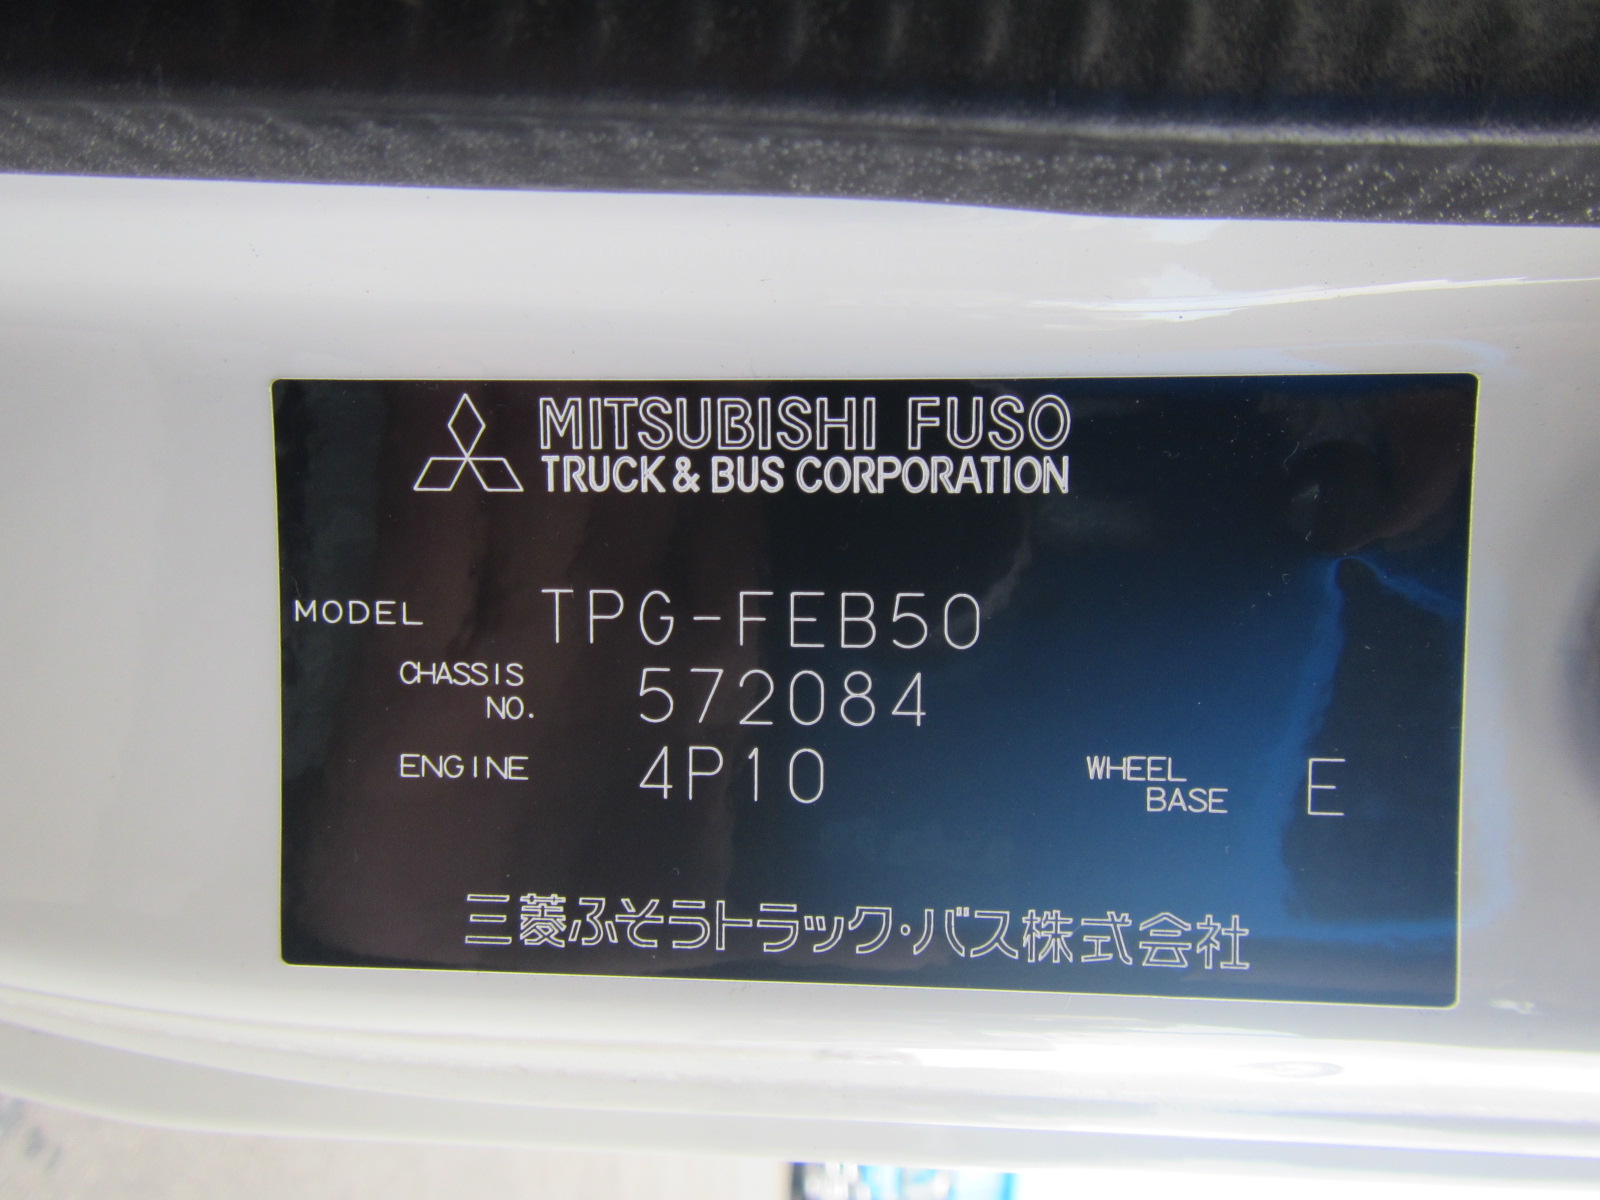 MITSUBISHI FUSO
TRUCK & BUS CORPORATION
MODEL TPG-FEB50
CHASSIS NO. 572084
ENGINE 4P10 WHEEL BASE E
三菱ふそうトラック・バス株式会社